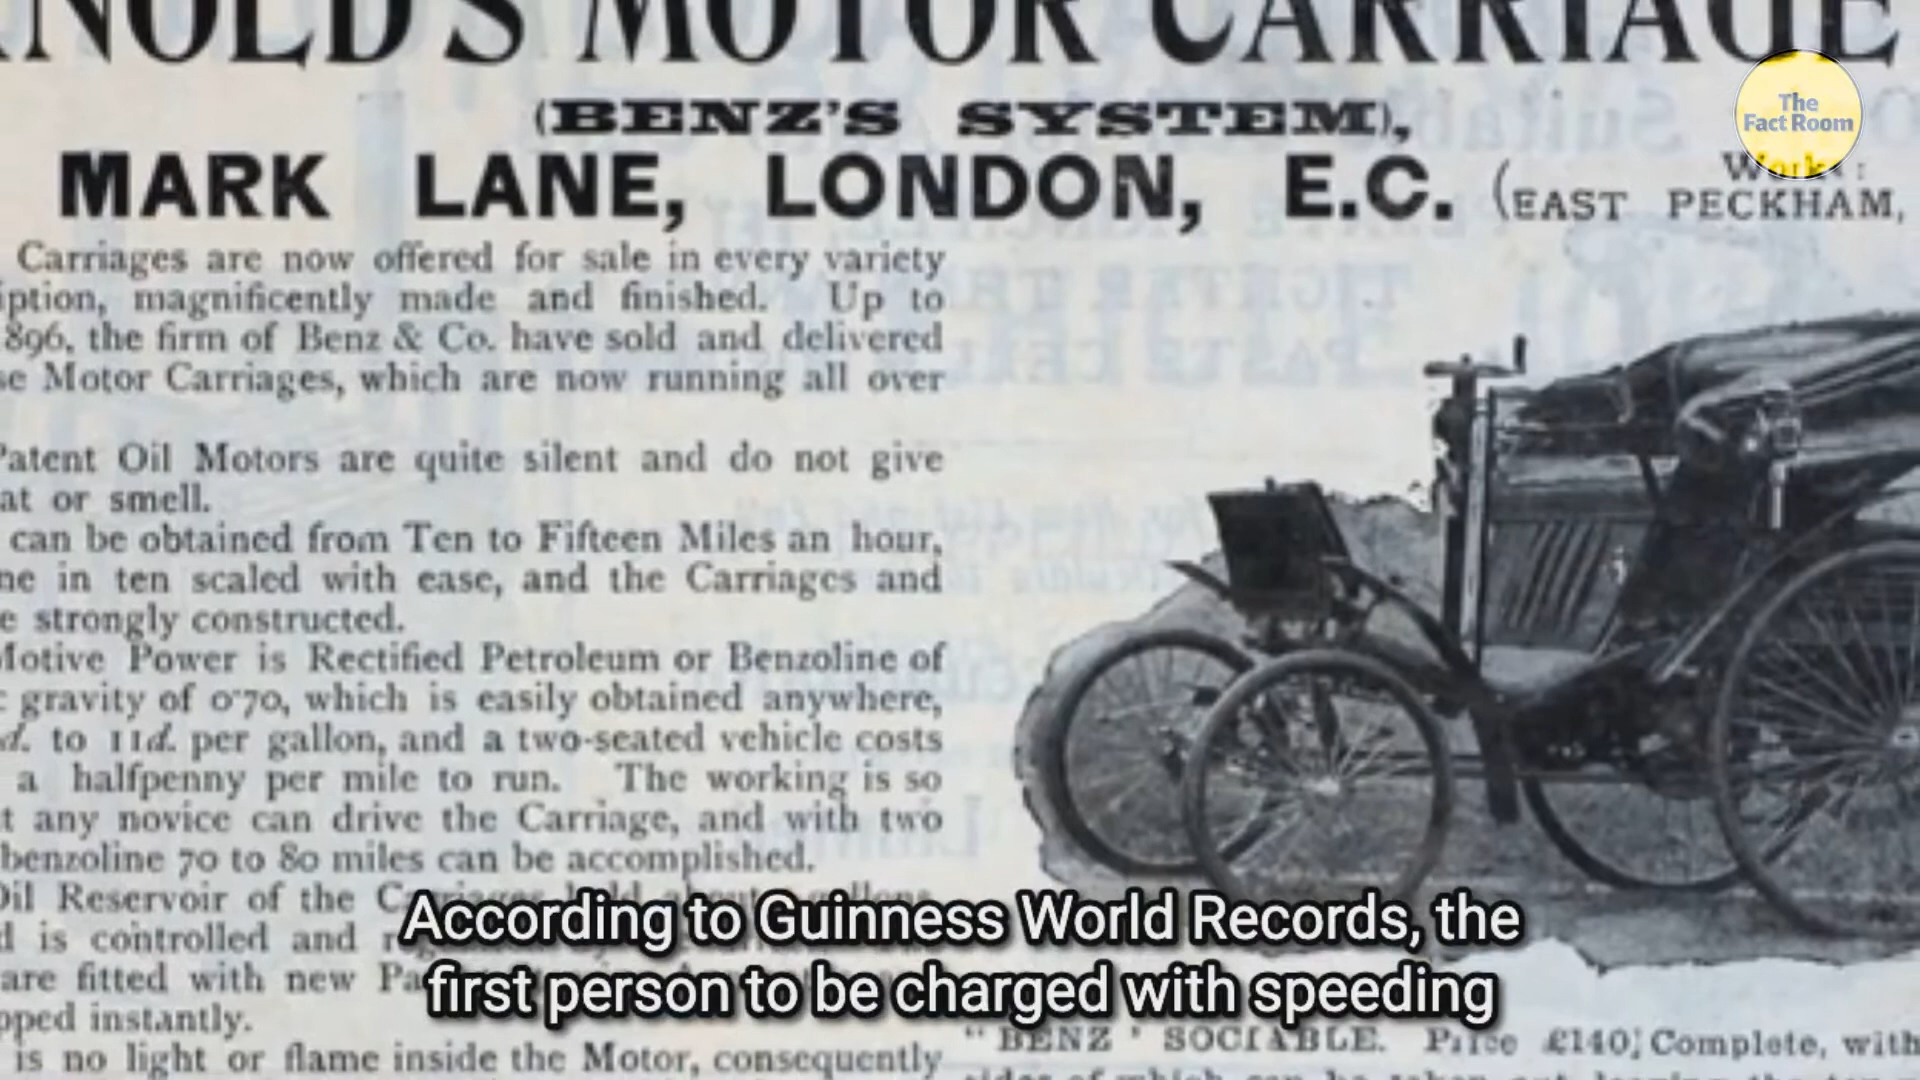 NOLD'S MOTOR CARRIAGE
(BENZ'S SYSTEM),
MARK LANE, LONDON, E.C. (EAST PECKHAM,
The
Fact Room
Carriages are now offered for sale in every variety
iption, magnificently made and finished. Up to
896, the firm of Benz & Co. have sold and delivered
se Motor Carriages, which are now running all over
Patent Oil Motors are quite silent and do not give
at or smell.
can be obtained from Ten to Fifteen Miles an hour,
ne in ten scaled with ease, and the Carriages and
e strongly constructed.
Motive Power is Rectified Petroleum or Benzoline of
gravity of 0·70, which is easily obtained anywhere,
d. to 11d. per gallon, and a two-seated vehicle costs
a halfpenny per mile to run. The working is so
t any novice can drive the Carriage, and with two
benzoline 70 to 80 miles can be accomplished.
Oil Reservoir of the
d is controlled and
are fitted with new
pped instantly.
is no light or flame inside the Motor, consequently
"BENZ" SOCIABLE. Price £140; Complete, with
According to Guinness World Records, the
first person to be charged with speeding